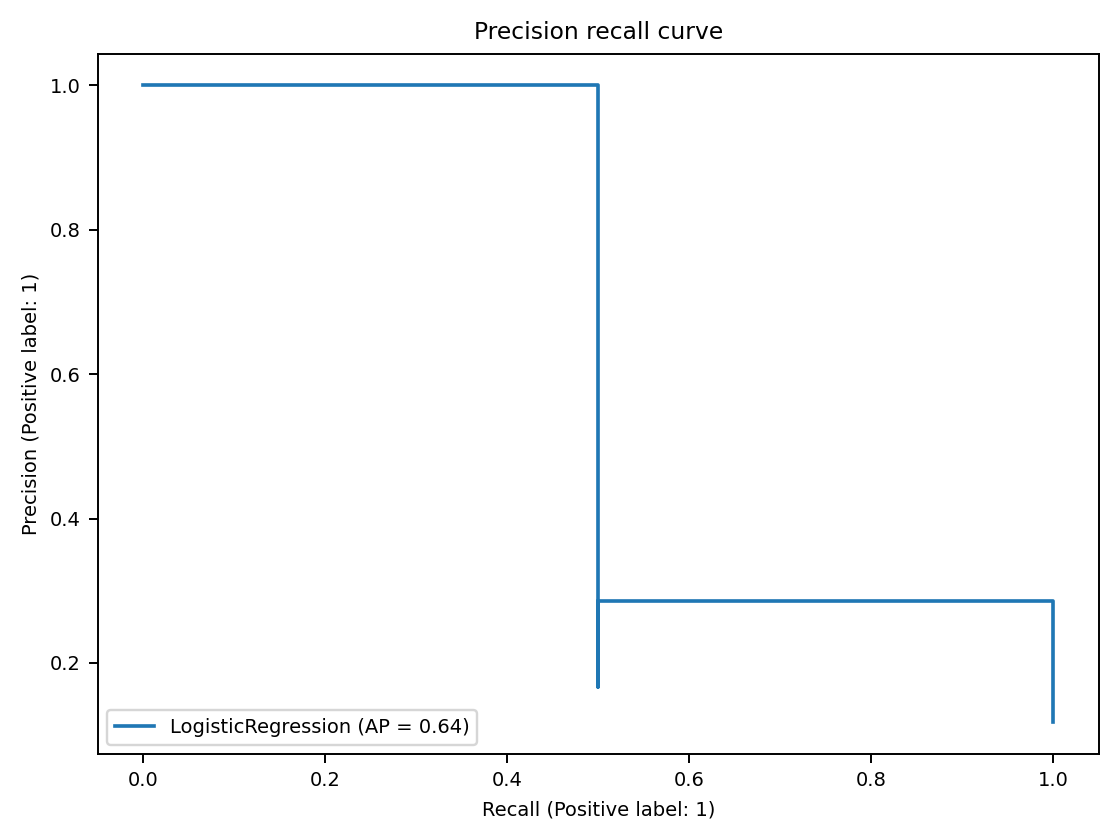 Precision recall curve
1.0
0.8
0.6
0.4
0.2
Precision (Positive label: 1)
LogisticRegression (AP = 0.64)
0.0 0.2 0.4 0.6 0.8 1.0
Recall (Positive label: 1)